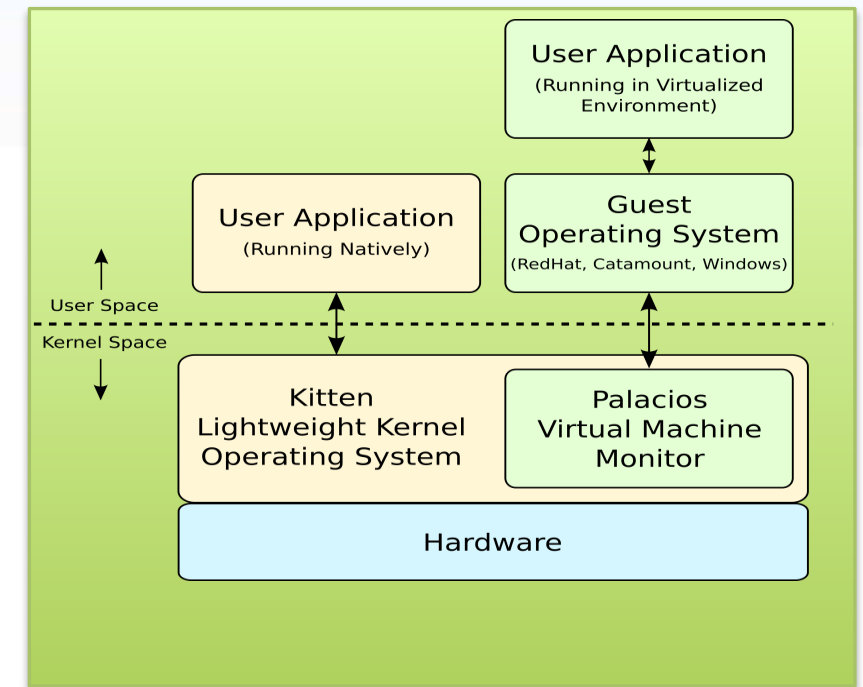 User Application
(Running in Virtualized
Environment)
User Application
(Running Natively)
Guest
Operating System
(RedHat, Catamount, Windows)
User Space
Kernel Space
Kitten
Lightweight Kernel
Operating System
Palacios
Virtual Machine
Monitor
Hardware